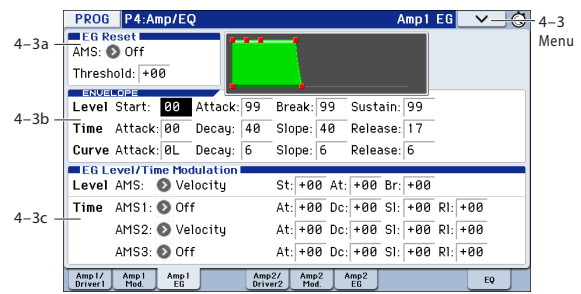 PROG P4:Amp/EQ Amp1 EG
4–3
Menu
EG Reset
4–3a
AMS: Off
Threshold: +00
ENVELOPE
4–3b
Level Start: 00 Attack: 99 Break: 99 Sustain: 99
Time Attack: 00 Decay: 40 Slope: 40 Release: 17
Curve Attack: 0L Decay: 6 Slope: 6 Release: 6
EG Level/Time Modulation
Level AMS: Velocity St: +00 At: +00 Br: +00
4–3c
Time AMS1: Off At: +00 Dc: +00 Sl: +00 Rl: +00
AMS2: Velocity At: +00 Dc: +00 Sl: +00 Rl: +00
AMS3: Off At: +00 Dc: +00 Sl: +00 Rl: +00
Amp1/ Driver1 Amp1 Mod. Amp1 EG Amp2/ Driver2 Amp2 Mod. Amp2 EG EQ